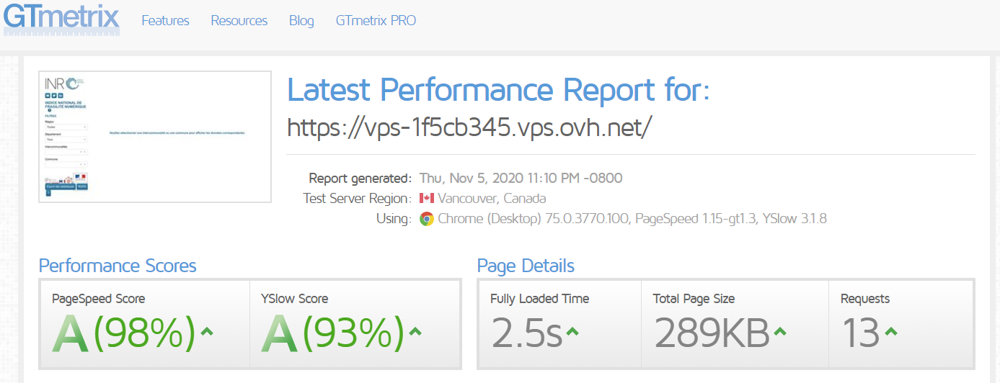 GTmetrix
Features
Resources
Blog
GTmetrix PRO
INR
INDICE NATIONAL DE
FRAGILITÉ NUMÉRIQUE
FILTRES
Région
Toutes
Département
Tous
Intercommunalités
Commune
Veuillez sélectionner une intercommunalité ou une commune pour afficher les données correspondantes
Latest Performance Report for:
https://vps-1f5cb345.vps.ovh.net/
Report generated: Thu, Nov 5, 2020 11:10 PM -0800
Test Server Region: Vancouver, Canada
Using: Chrome (Desktop) 75.0.3770.100, PageSpeed 1.15-gt1.3, YSlow 3.1.8
Performance Scores
PageSpeed Score
A (98%)
YSlow Score
A (93%)
Page Details
Fully Loaded Time
2.5s
Total Page Size
289KB
Requests
13